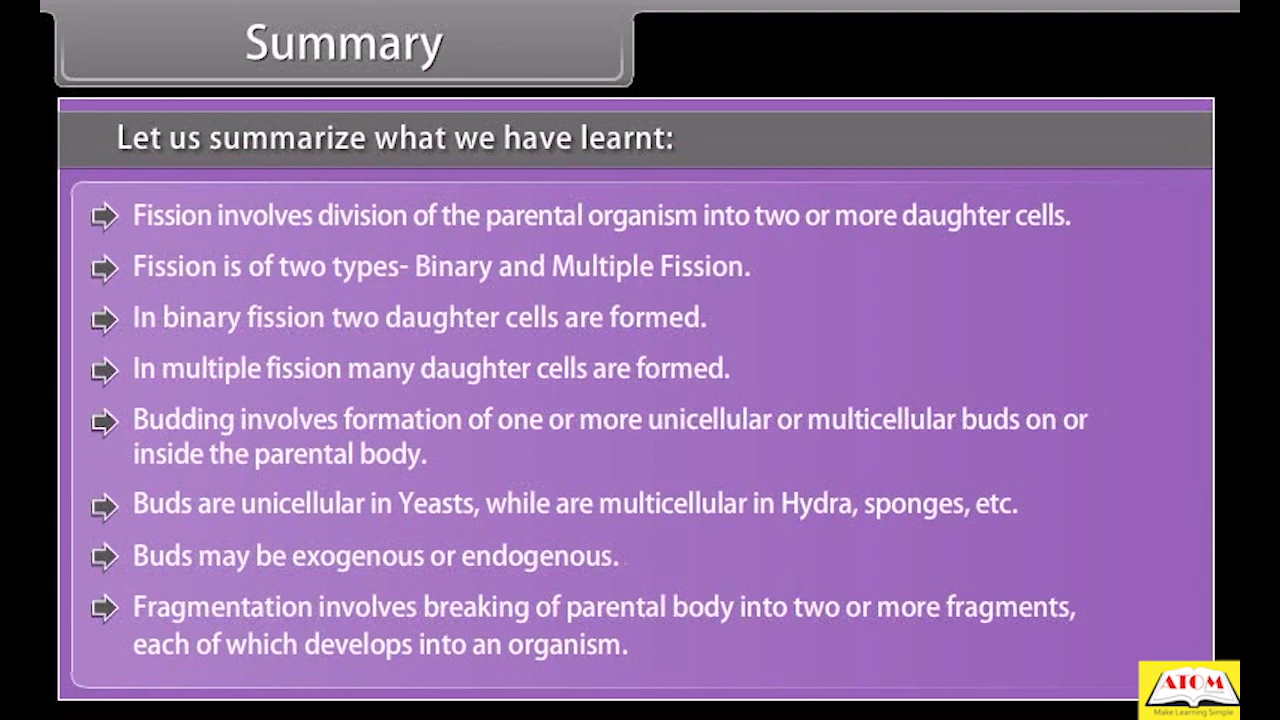 Summary
Let us summarize what we have learnt:
Fission involves division of the parental organism into two or more daughter cells.
Fission is of two types- Binary and Multiple Fission.
In binary fission two daughter cells are formed.
In multiple fission many daughter cells are formed.
Budding involves formation of one or more unicellular or multicellular buds on or
inside the parental body.
Buds are unicellular in Yeasts, while are multicellular in Hydra, sponges, etc.
Buds may be exogenous or endogenous.
Fragmentation involves breaking of parental body into two or more fragments,
each of which develops into an organism.
ATOM
Make Learning Simple